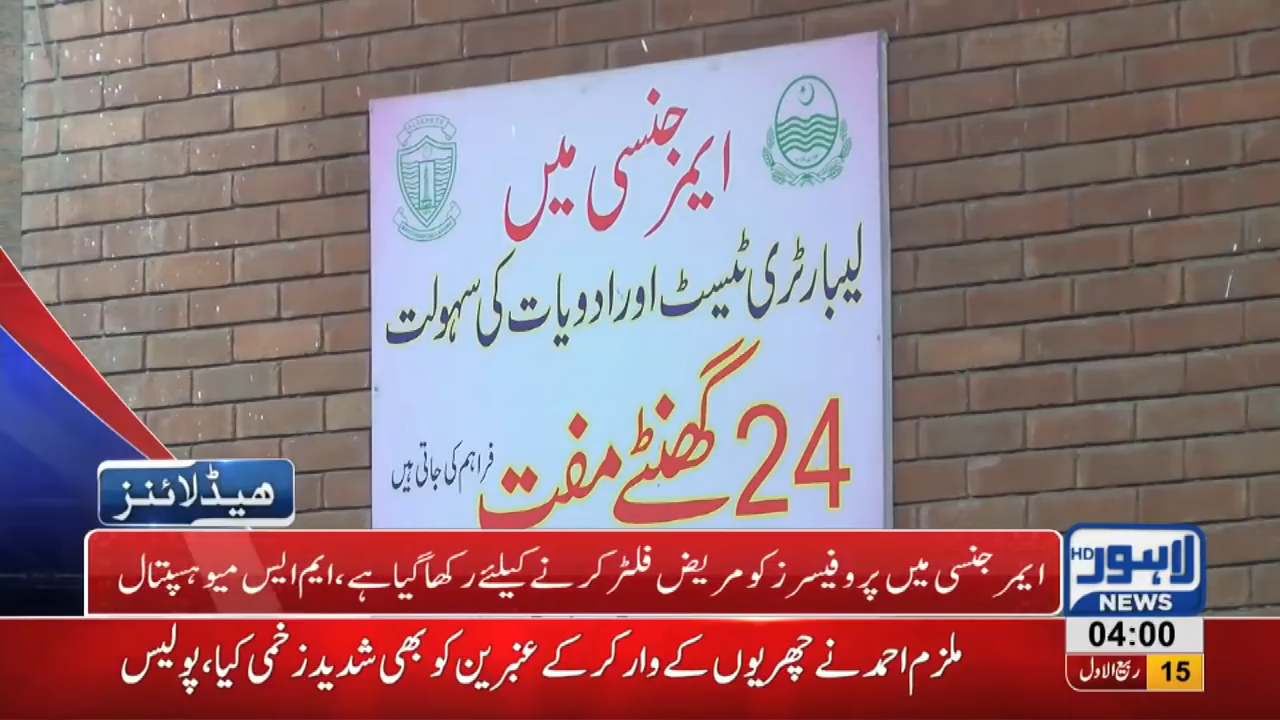 ایمرجنسی میں
لیبارٹری ٹیسٹ اور ادویات کی سہولت
24 گھنٹے مفت فراہم کی جاتی ہیں
ھیڈلائنز
ایمرجنسی میں پروفیسرز کو مریض فلٹر کرنے کیلئے رکھا گیا ہے، ایم ایس میو ہسپتال
ملزم احمد نے چھریوں کے وار کر کے عنبرین کو بھی شدید زخمی کیا، پولیس
لاہور HD
NEWS
04:00
15 ربیع الاول